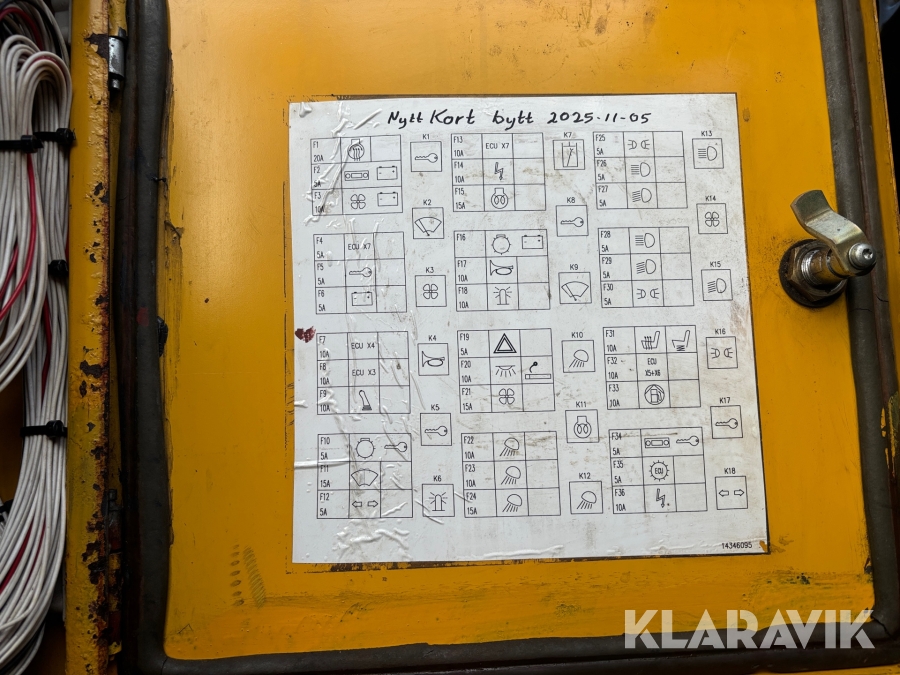 Nytt Kort bytt 2025-11-05
F1
20A
F2
5A
F3
10A
K1
K2
F4
5A
ECU X7
F5
5A
F6
5A
K3
F7
10A
ECU X4
F8
10A
ECU X3
F9
10A
K4
K5
F10
5A
F11
15A
F12
5A
K6
F13
10A
ECU X7
F14
10A
F15
15A
K7
K8
F16
F17
10A
F18
10A
K9
F19
5A
F20
10A
F21
15A
K10
K11
F22
10A
F23
10A
F24
15A
K12
F25
5A
F26
5A
F27
5A
K13
K14
F28
5A
F29
5A
F30
5A
K15
F31
10A
F32
10A
ECU
X5+X6
F33
10A
K16
K17
F34
5A
F35
5A
ECU
F36
10A
K18
14346095
KLARAVIK